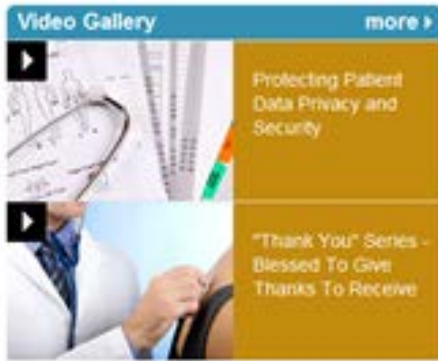 Video Gallery more
Protecting Patient
Data Privacy and
Security
"Thank You" Series -
Blessed To Give
Thanks To Receive